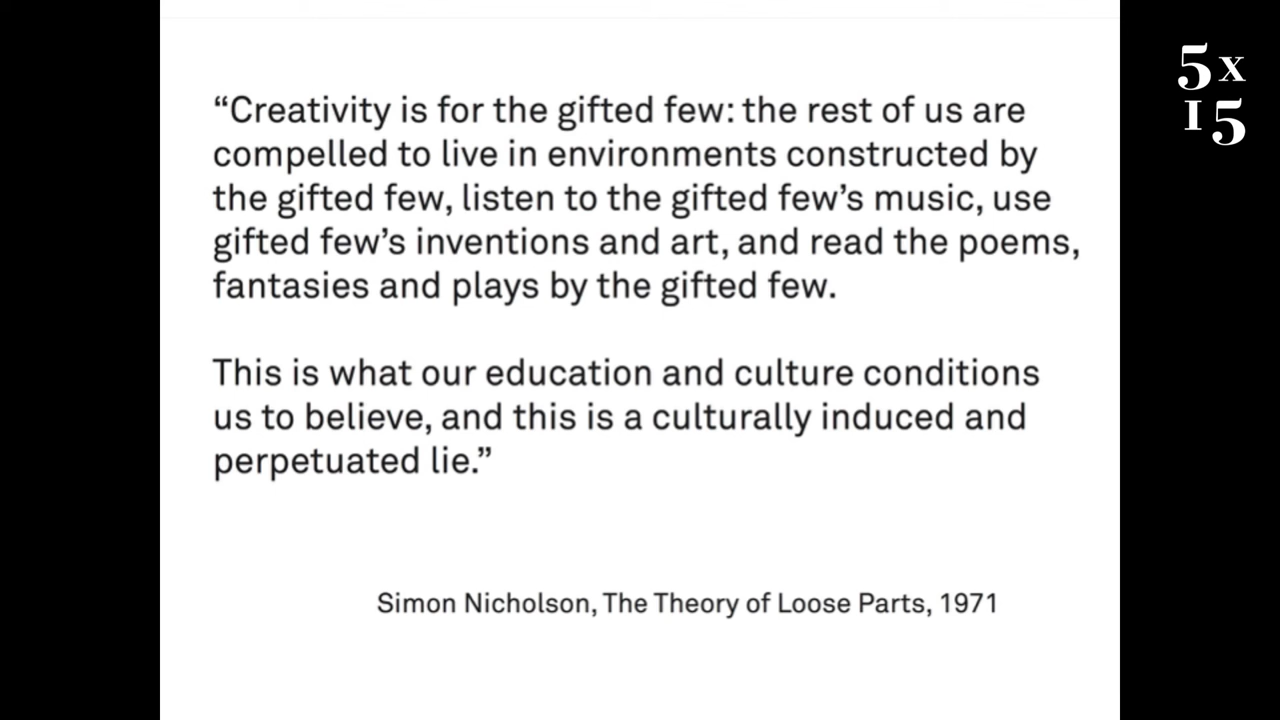 “Creativity is for the gifted few: the rest of us are
compelled to live in environments constructed by
the gifted few, listen to the gifted few’s music, use
gifted few’s inventions and art, and read the poems,
fantasies and plays by the gifted few.
This is what our education and culture conditions
us to believe, and this is a culturally induced and
perpetuated lie.”
Simon Nicholson, The Theory of Loose Parts, 1971
5x
15